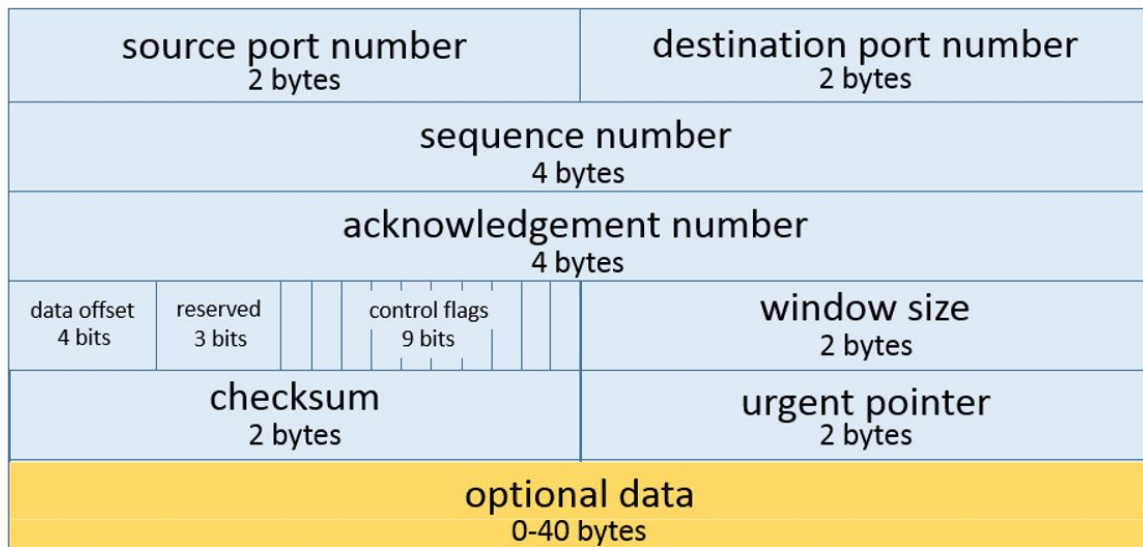 source port number
2 bytes
destination port number
2 bytes
sequence number
4 bytes
acknowledgement number
4 bytes
data offset
4 bits
reserved
3 bits
control flags
9 bits
window size
2 bytes
checksum
2 bytes
urgent pointer
2 bytes
optional data
0-40 bytes